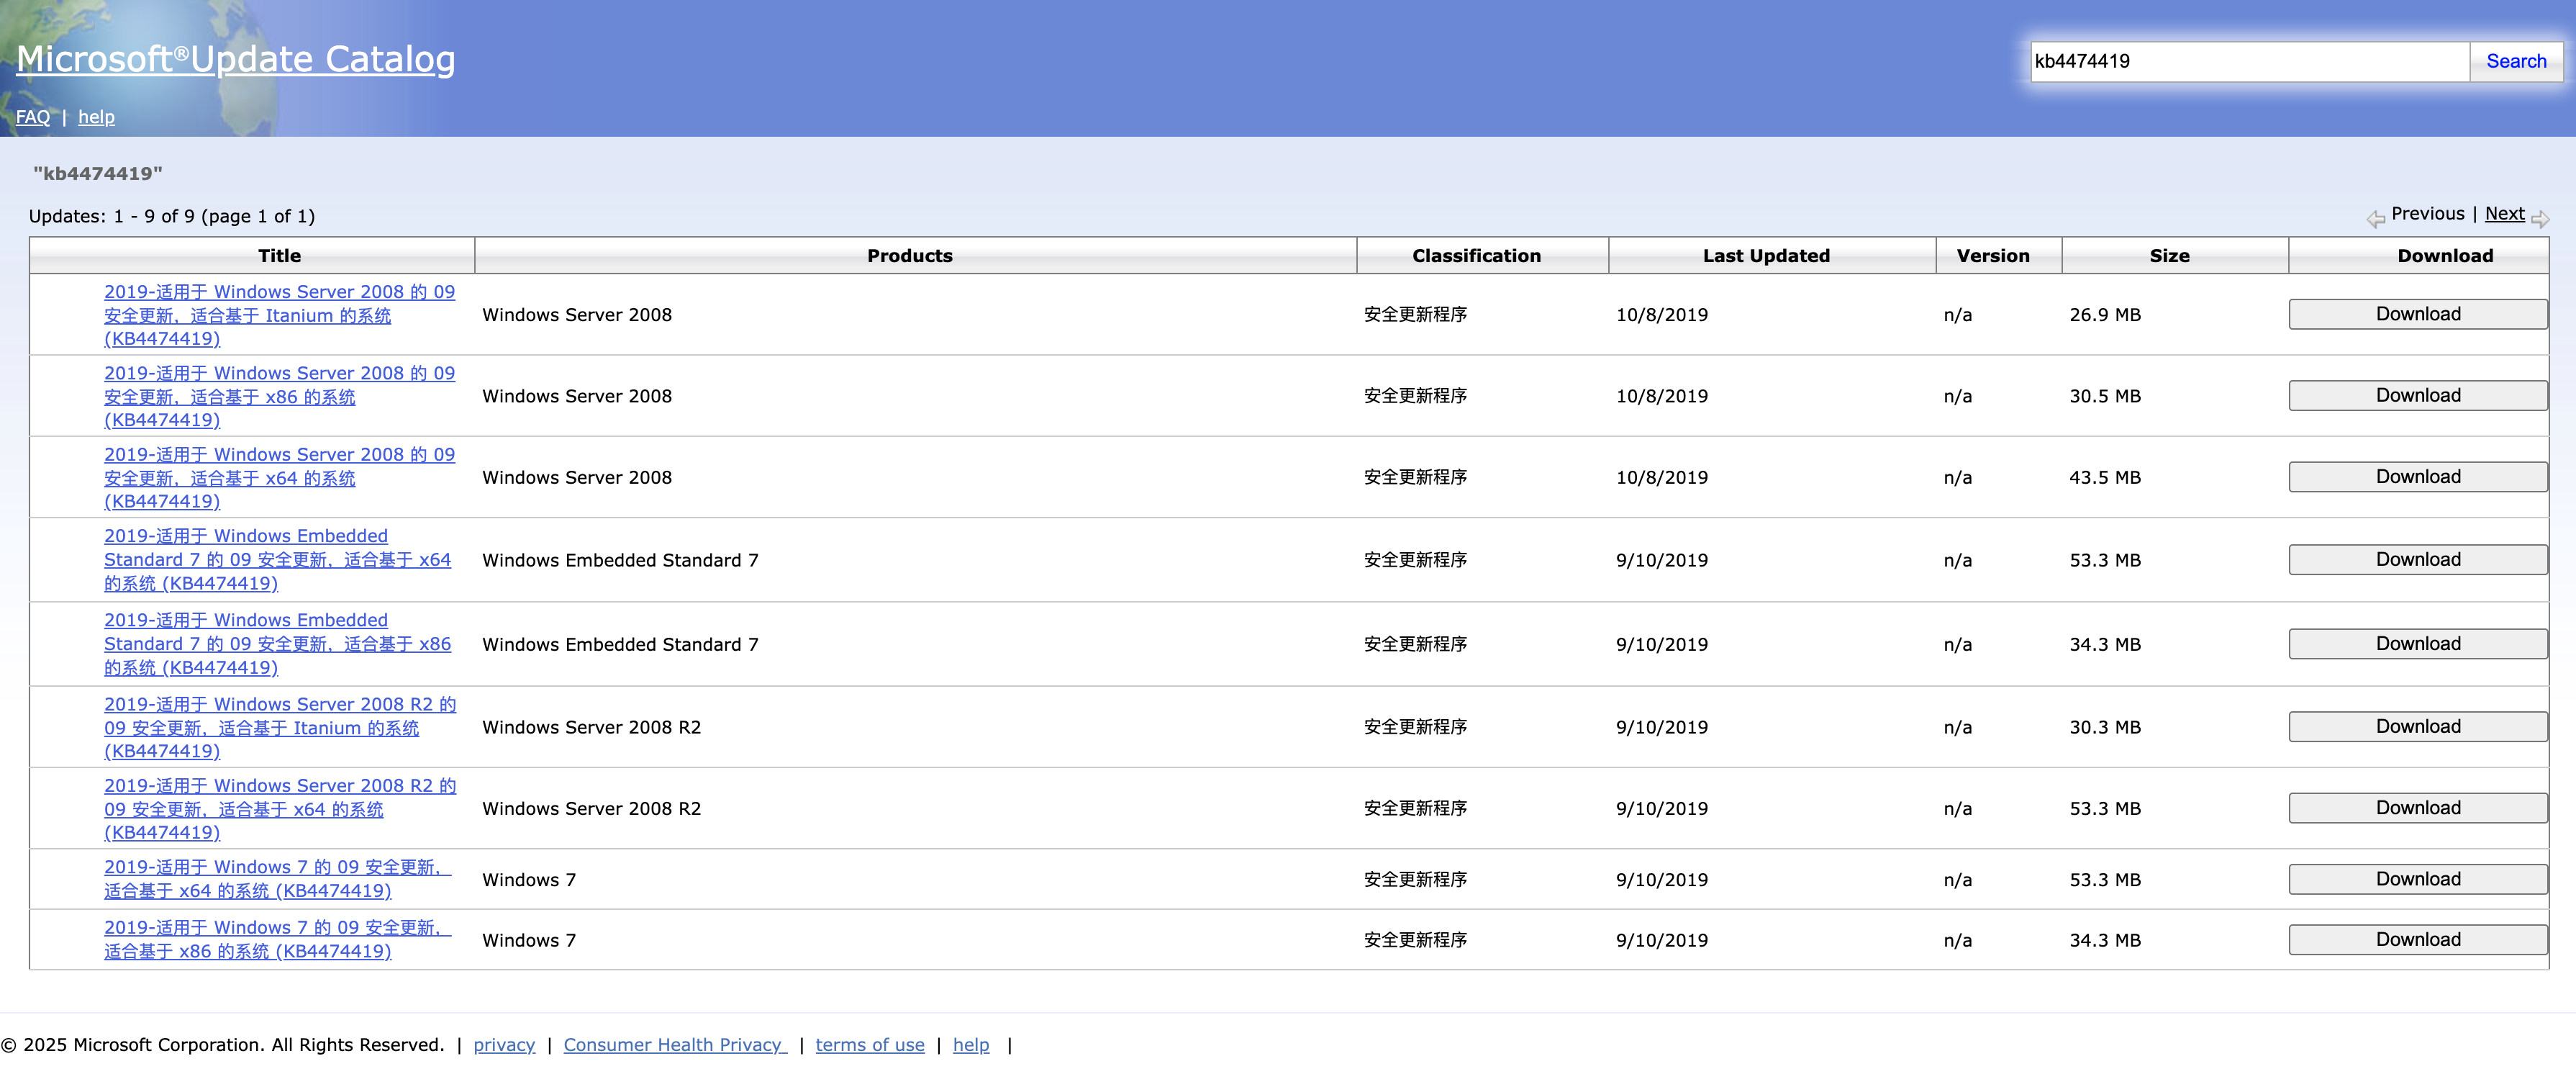 Microsoft®Update Catalog
kb4474419
Search
FAQ | help
"kb4474419"
Updates: 1 - 9 of 9 (page 1 of 1)
Previous | Next
Title Products Classification Last Updated Version Size Download
2019-适用于 Windows Server 2008 的 09
安全更新，适合基于 Itanium 的系统
(KB4474419)
Windows Server 2008 安全更新程序 10/8/2019 n/a 26.9 MB Download
2019-适用于 Windows Server 2008 的 09
安全更新，适合基于 x86 的系统
(KB4474419)
Windows Server 2008 安全更新程序 10/8/2019 n/a 30.5 MB Download
2019-适用于 Windows Server 2008 的 09
安全更新，适合基于 x64 的系统
(KB4474419)
Windows Server 2008 安全更新程序 10/8/2019 n/a 43.5 MB Download
2019-适用于 Windows Embedded
Standard 7 的 09 安全更新，适合基于 x64
的系统 (KB4474419)
Windows Embedded Standard 7 安全更新程序 9/10/2019 n/a 53.3 MB Download
2019-适用于 Windows Embedded
Standard 7 的 09 安全更新，适合基于 x86
的系统 (KB4474419)
Windows Embedded Standard 7 安全更新程序 9/10/2019 n/a 34.3 MB Download
2019-适用于 Windows Server 2008 R2 的
09 安全更新，适合基于 Itanium 的系统
(KB4474419)
Windows Server 2008 R2 安全更新程序 9/10/2019 n/a 30.3 MB Download
2019-适用于 Windows Server 2008 R2 的
09 安全更新，适合基于 x64 的系统
(KB4474419)
Windows Server 2008 R2 安全更新程序 9/10/2019 n/a 53.3 MB Download
2019-适用于 Windows 7 的 09 安全更新，
适合基于 x64 的系统 (KB4474419)
Windows 7 安全更新程序 9/10/2019 n/a 53.3 MB Download
2019-适用于 Windows 7 的 09 安全更新，
适合基于 x86 的系统 (KB4474419)
Windows 7 安全更新程序 9/10/2019 n/a 34.3 MB Download
© 2025 Microsoft Corporation. All Rights Reserved. | privacy | Consumer Health Privacy | terms of use | help |